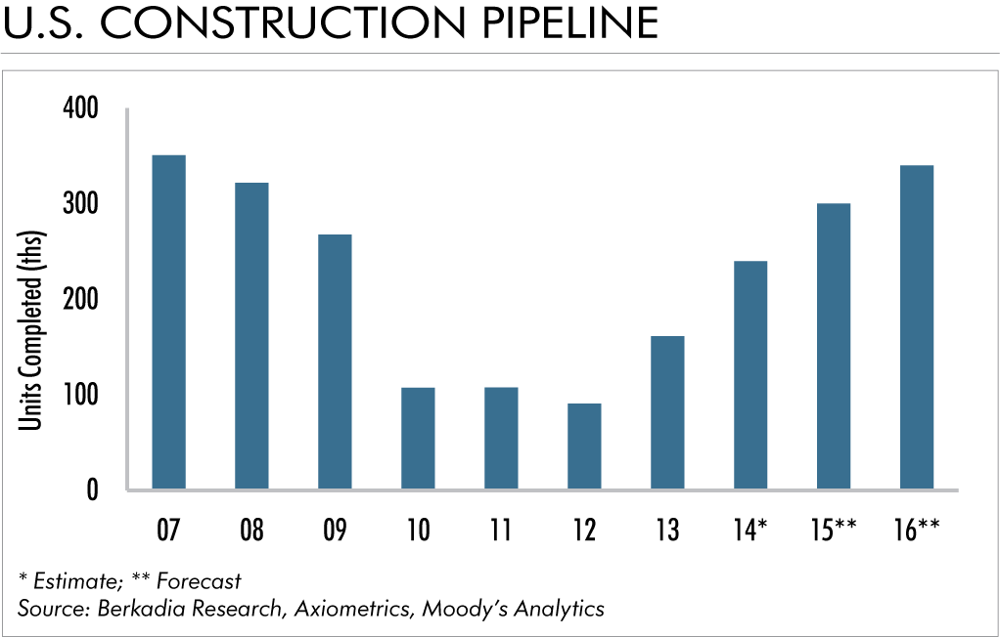 U.S. CONSTRUCTION PIPELINE
400
300
200
100
0
Units Completed (ths)
07 08 09 10 11 12 13 14* 15** 16**
* Estimate; ** Forecast
Source: Berkadia Research, Axiometrics, Moody’s Analytics